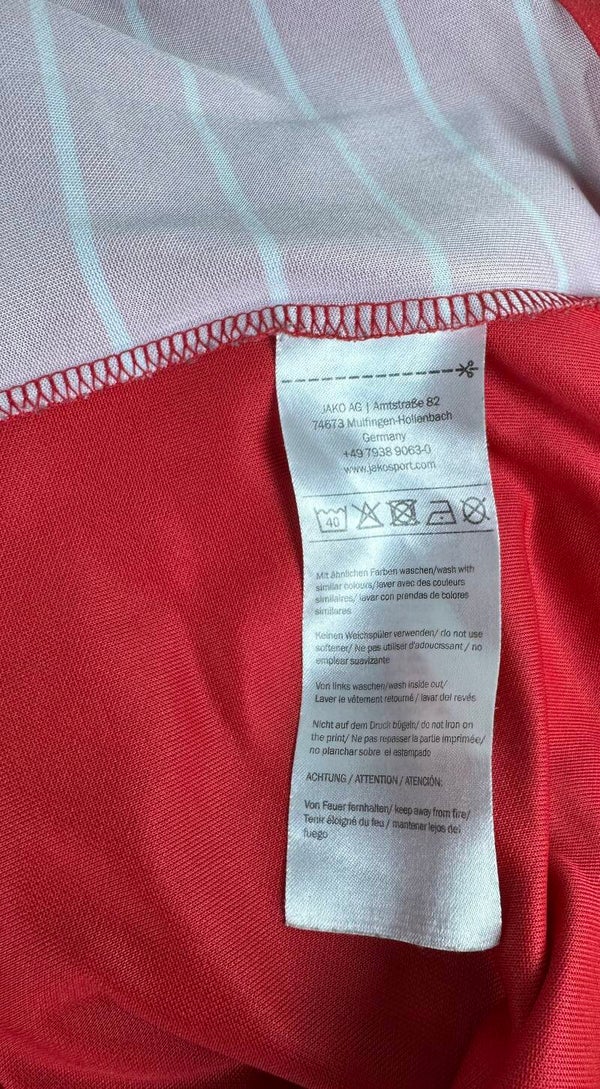 JAKO AG | Amtstraße 82
74673 Mulfingen-Hollenbach
Germany
+49 7938 9063-0
www.jakosport.com
40
Mit ähnlichen Farben waschen/wash with
similar colours/laver avec des couleurs
similaires/ lavar con prendas de colores
similares
Keinen Weichspüler verwenden/ do not use
softener/ Ne pas utiliser d'adoucissant / no
emplear suavizante
Von links waschen/wash inside out/
Laver le vêtement retourné / lavar del revés
Nicht auf dem Druck bügeln/ do not iron on
the print/ Ne pas repasser la partie imprimée/
no planchar sobre el estampado
ACHTUNG / ATTENTION / ATENCIÓN:
Von Feuer fernhalten/ keep away from fire/
Tenir éloigné du feu / mantener lejos del
fuego